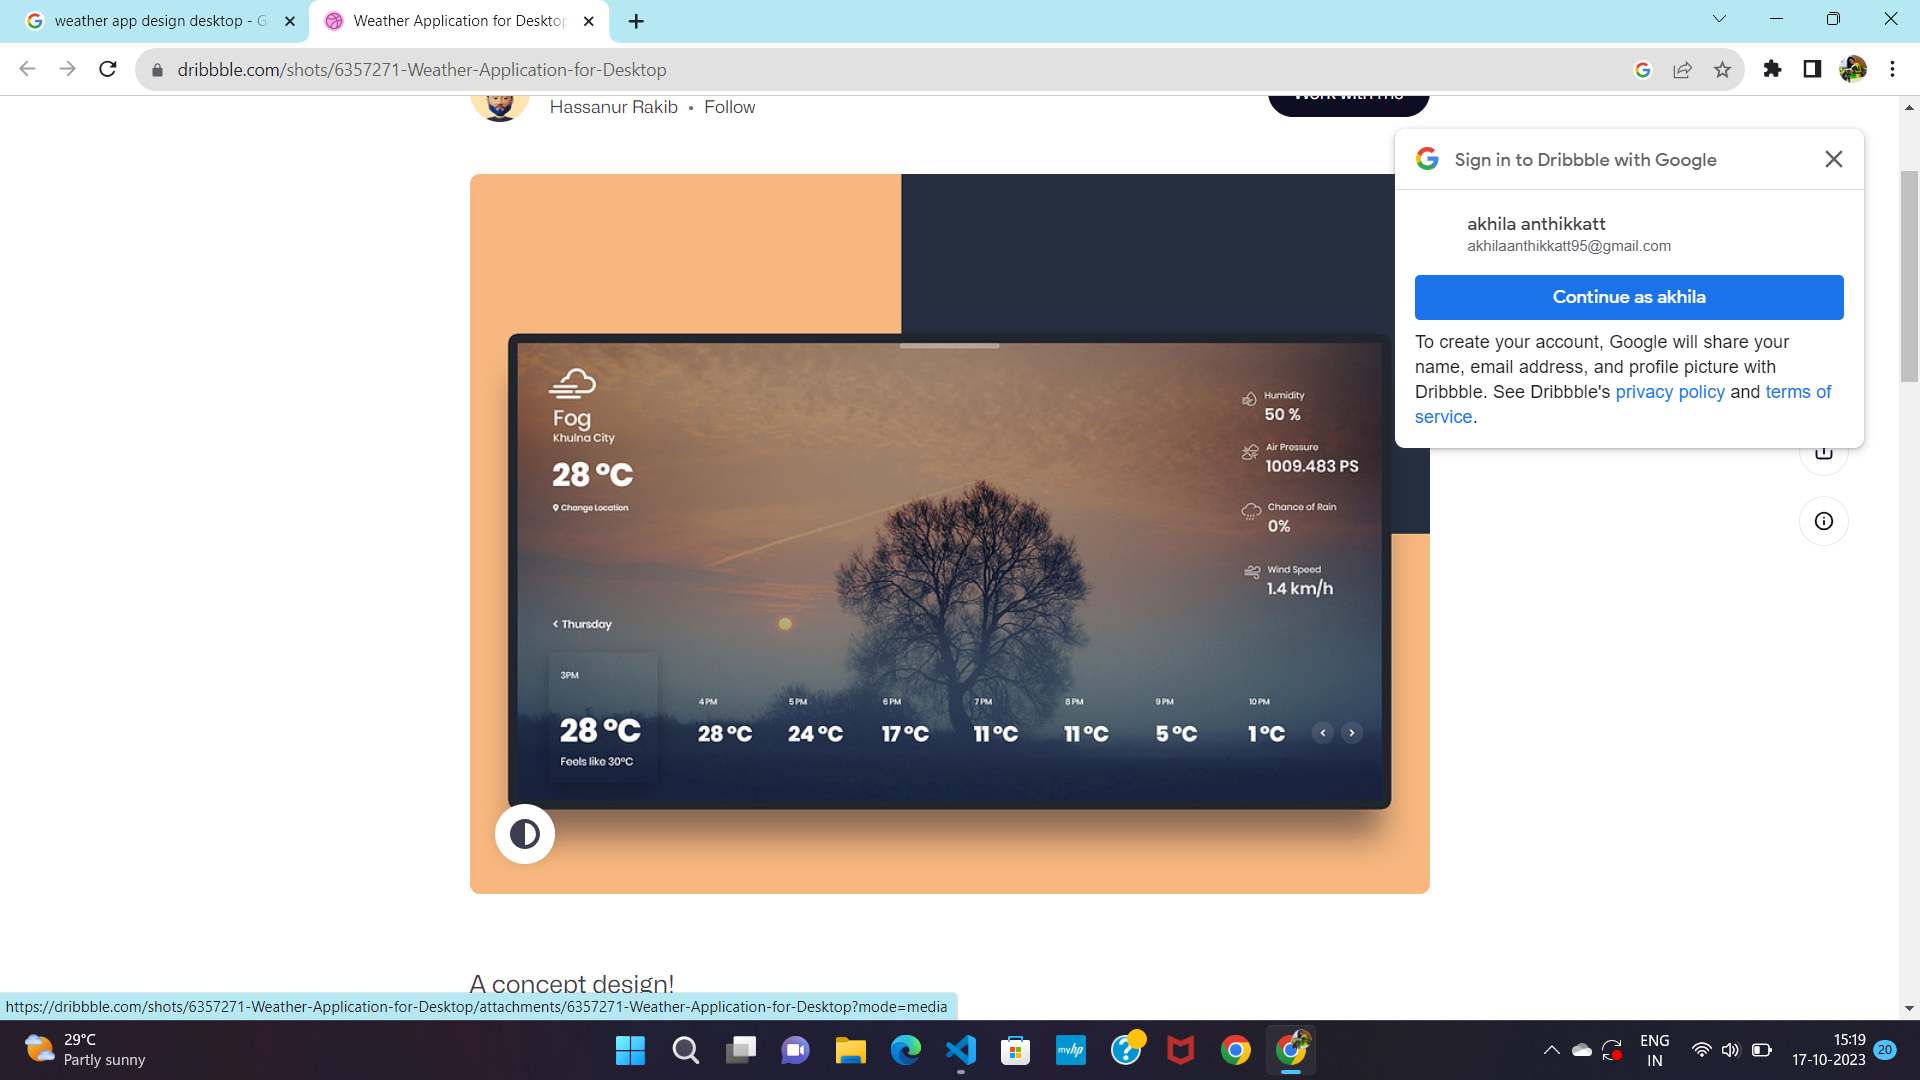 weather app design desktop - G
Weather Application for Desktop
dribbble.com/shots/6357271-Weather-Application-for-Desktop
Hassanur Rakib • Follow
Work with me
Sign in to Dribbble with Google
akhila anthikkatt
akhilaanthikkatt95@gmail.com
Continue as akhila
To create your account, Google will share your
name, email address, and profile picture with
Dribbble. See Dribbble's privacy policy and terms of
service.
Fog
Khulna City
28 °C
Change Location
Humidity
50 %
Air Pressure
1009.483 PS
Chance of Rain
0%
Wind Speed
1.4 km/h
< Thursday
3PM
28 °C
Feels like 30°C
4 PM
28 °C
5 PM
24 °C
6 PM
17 °C
7 PM
11 °C
8 PM
11 °C
9 PM
5 °C
10 PM
1 °C
A concept design!
https://dribbble.com/shots/6357271-Weather-Application-for-Desktop/attachments/6357271-Weather-Application-for-Desktop?mode=media
29°C
Partly sunny
myhp
ENG
IN
15:19
17-10-2023
20